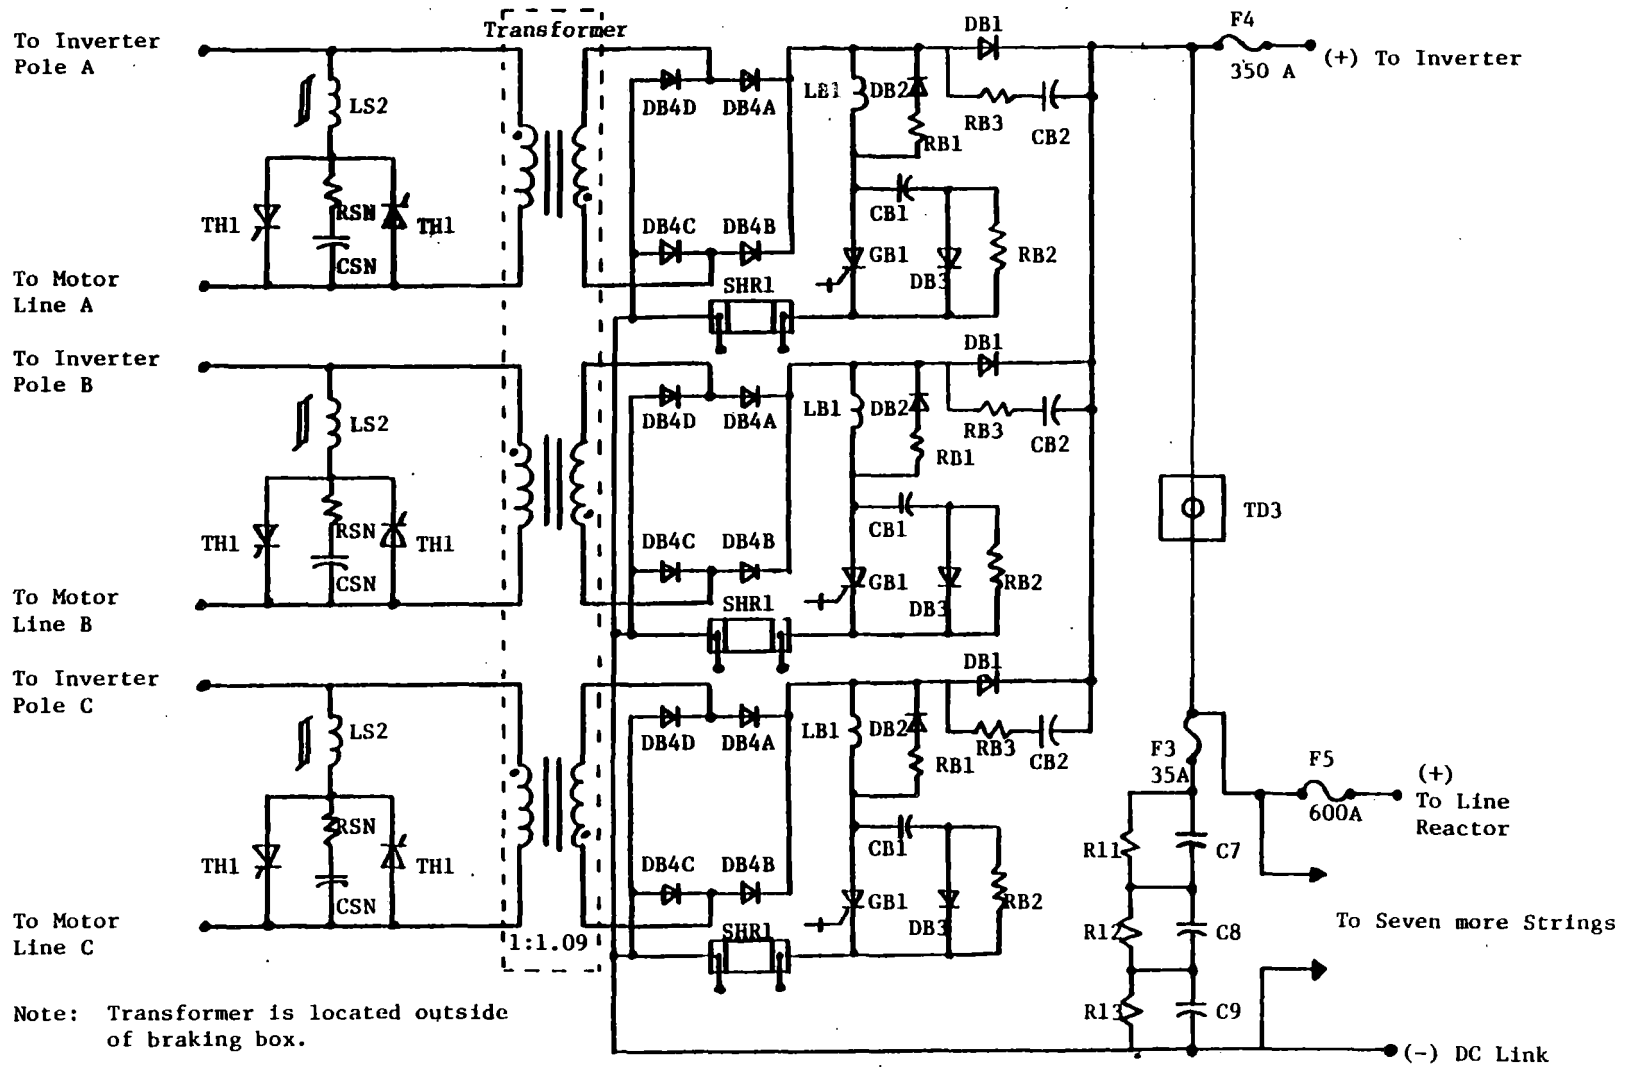 Transformer
DB1
F4
To Inverter
Pole A
350 A
(+) To Inverter
LS2
DB4D
DB4A
LB1
DB2
RB3
CB2
RB1
TH1
RSN
TH1
CSN
DB4C
DB4B
CB1
GB1
DB3
RB2
To Motor
Line A
SHR1
To Inverter
Pole B
DB1
LS2
DB4D
DB4A
LB1
DB2
RB3
CB2
RB1
TH1
RSN
TH1
CSN
DB4C
DB4B
CB1
GB1
DB3
RB2
TD3
To Motor
Line B
SHR1
To Inverter
Pole C
DB1
LS2
DB4D
DB4A
LB1
DB2
RB3
CB2
RB1
F3
35A
F5
600A
(+)
To Line
Reactor
TH1
RSN
TH1
CSN
DB4C
DB4B
CB1
GB1
DB3
RB2
R11
C7
To Motor
Line C
1:1.09
SHR1
R12
C8
To Seven more Strings
R13
C9
Note: Transformer is located outside
of braking box.
(-) DC Link